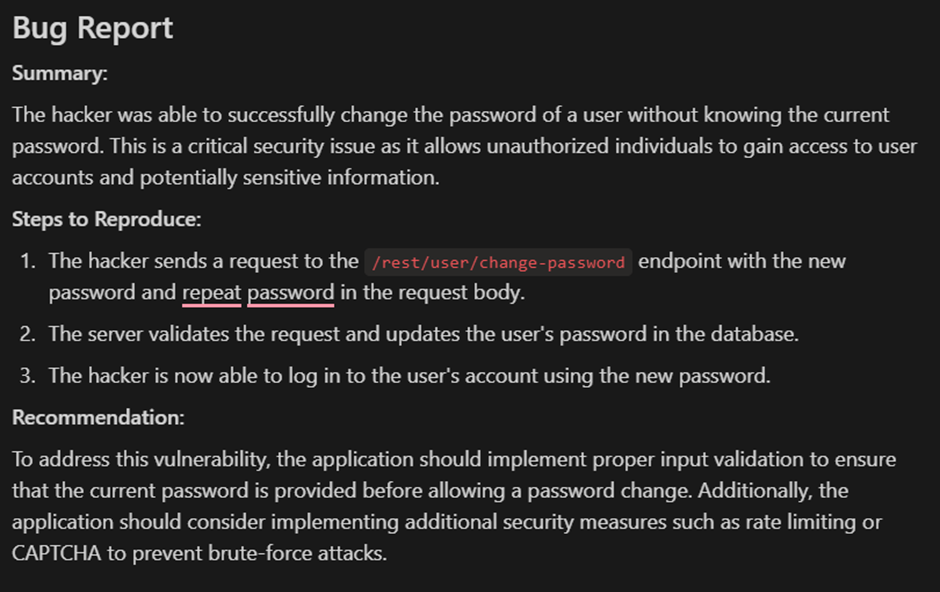 Bug Report
Summary:
The hacker was able to successfully change the password of a user without knowing the current
password. This is a critical security issue as it allows unauthorized individuals to gain access to user
accounts and potentially sensitive information.
Steps to Reproduce:
1. The hacker sends a request to the /rest/user/change-password endpoint with the new
password and repeat password in the request body.
2. The server validates the request and updates the user's password in the database.
3. The hacker is now able to log in to the user's account using the new password.
Recommendation:
To address this vulnerability, the application should implement proper input validation to ensure
that the current password is provided before allowing a password change. Additionally, the
application should consider implementing additional security measures such as rate limiting or
CAPTCHA to prevent brute-force attacks.